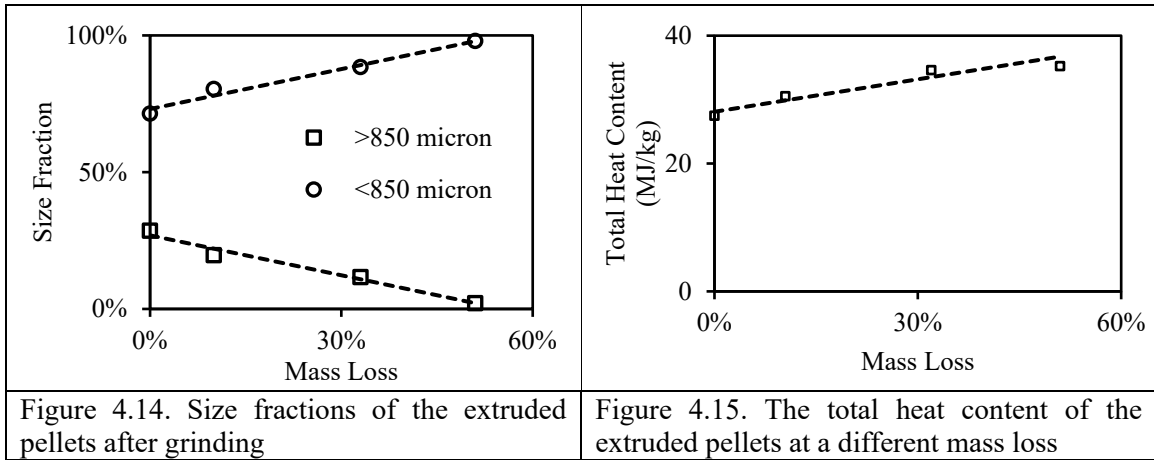 100%
50%
0%
Size Fraction
>850 micron
<850 micron
0%
30%
60%
Mass Loss
Figure 4.14. Size fractions of the extruded
pellets after grinding
40
20
0
Total Heat Content
(MJ/kg)
0%
30%
60%
Mass Loss
Figure 4.15. The total heat content of the
extruded pellets at a different mass loss